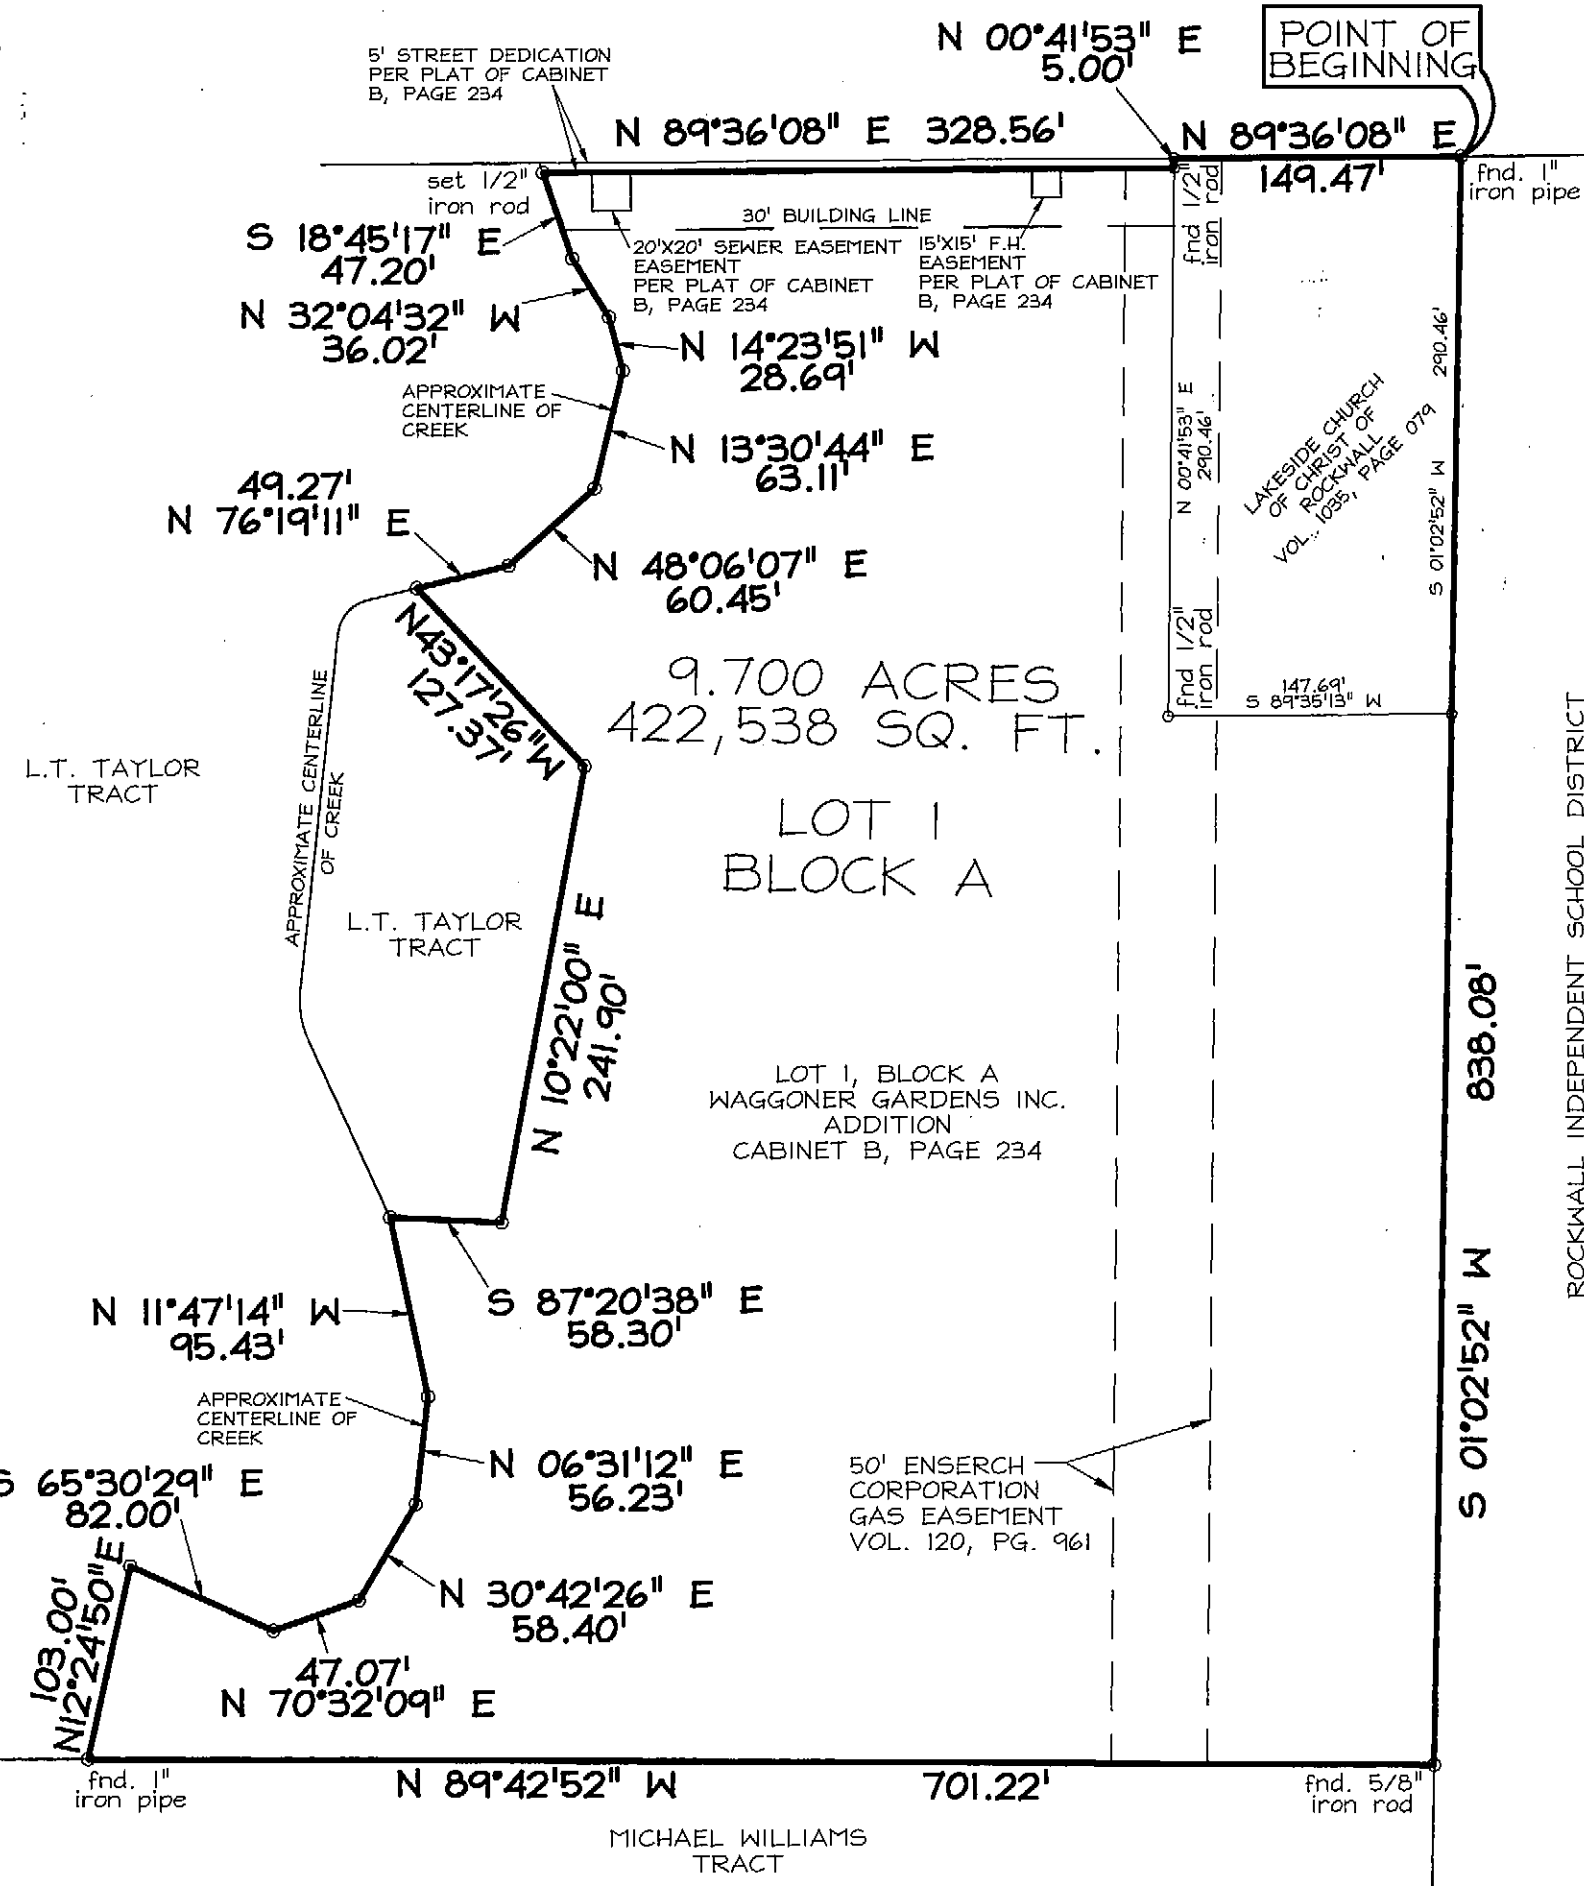 5' STREET DEDICATION
PER PLAT OF CABINET
B, PAGE 234
N 00°41'53" E
5.00'
POINT OF
BEGINNING
N 89°36'08" E 328.56'
N 89°36'08" E
149.47'
set 1/2"
iron rod
fnd. 1"
iron pipe
fnd 1/2"
iron rod
30' BUILDING LINE
S 18°45'17" E
47.20'
20'X20' SEWER EASEMENT
EASEMENT
PER PLAT OF CABINET
B, PAGE 234
15'X15' F.H.
EASEMENT
PER PLAT OF CABINET
B, PAGE 234
N 32°04'32" W
36.02'
N 14°23'51" W
28.69'
APPROXIMATE
CENTERLINE OF
CREEK
N 13°30'44" E
63.11'
49.27'
N 76°19'11" E
N 48°06'07" E
60.45'
N 00°41'53" E
290.46'
LAKESIDE CHURCH
OF CHRIST OF
ROCKWALL
VOL. 1035, PAGE 079
S 01°02'52" W 290.46'
fnd 1/2"
iron rod
147.69'
S 89°35'13" W
N43°17'26"W
127.37'
9.700 ACRES
422,538 SQ. FT.
LOT 1
BLOCK A
L.T. TAYLOR
TRACT
APPROXIMATE CENTERLINE
OF CREEK
L.T. TAYLOR
TRACT
N 10°22'00" E
241.90'
LOT 1, BLOCK A
WAGGONER GARDENS INC.
ADDITION
CABINET B, PAGE 234
S 01°02'52" W 838.08'
ROCKWALL INDEPENDENT SCHOOL DISTRICT
N 11°47'14" W
95.43'
S 87°20'38" E
58.30'
APPROXIMATE
CENTERLINE OF
CREEK
N 06°31'12" E
56.23'
50' ENSERCH
CORPORATION
GAS EASEMENT
VOL. 120, PG. 961
S 65°30'29" E
82.00'
N 30°42'26" E
58.40'
103.00'
N12°24'50"E
47.07'
N 70°32'09" E
fnd. 1"
iron pipe
N 89°42'52" W 701.22'
fnd. 5/8"
iron rod
MICHAEL WILLIAMS
TRACT